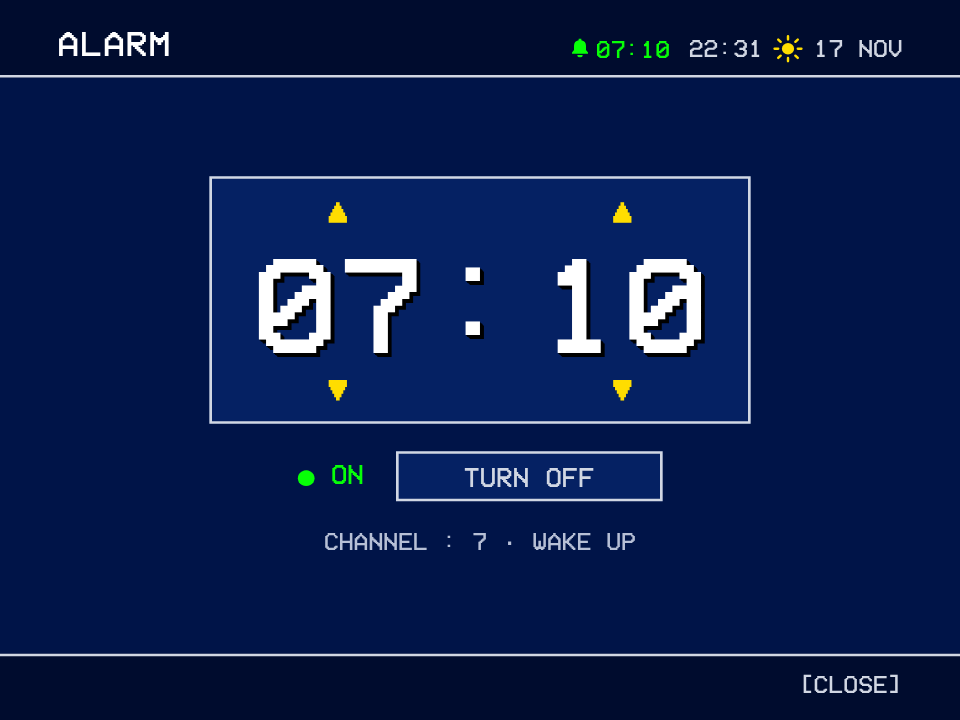 ALARM
07:10 22:31 17 NOV
07:10
ON
TURN OFF
CHANNEL : 7 · WAKE UP
[CLOSE]